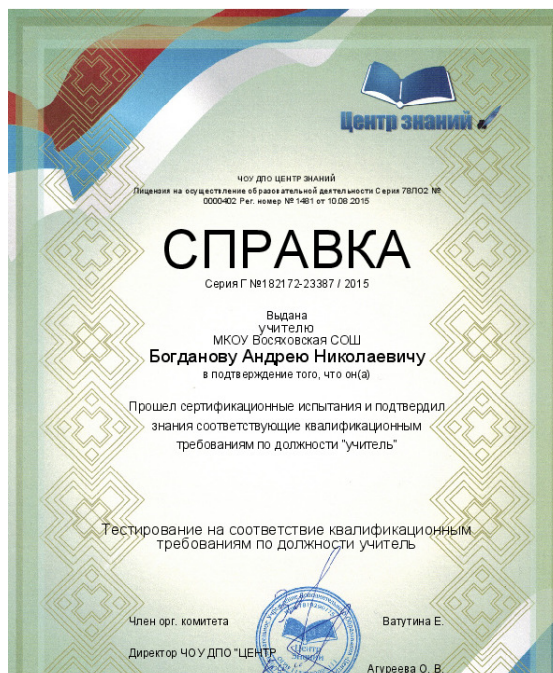 Центр знаний
ЧОУ ДПО ЦЕНТР ЗНАНИЙ
Лицензия на осуществление образовательной деятельности Серия 78ЛО2 №
0000402 Рег. номер № 1481 от 10.08.2015
СПРАВКА
Серия Г №182172-23387 / 2015
Выдана
учителю
МКОУ Восяховская СОШ
Богданову Андрею Николаевичу
в подтверждение того, что он(а)
Прошел сертификационные испытания и подтвердил
знания соответствующие квалификационным
требованиям по должности "учитель"
Тестирование на соответствие квалификационным
требованиям по должности учитель
Член орг. комитета
Ватутина Е.
Директор ЧОУ ДПО "ЦЕНТР
Агуреева О. В.
Центр
Знаний